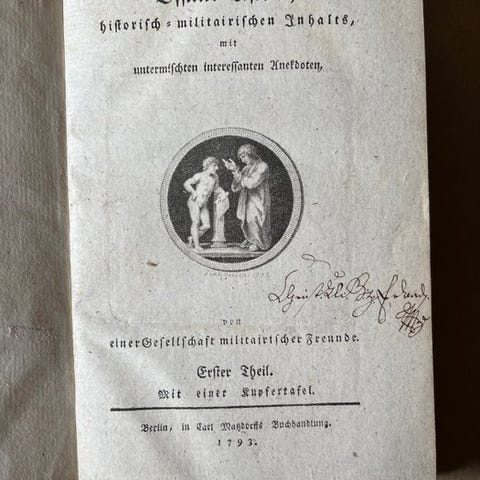 historisch-militairischen Inhalts,
mit
untermischten interessanten Anekdoten,
von
einer Gesellschaft militairischer Freunde.
Erster Theil.
Mit einer Kupfertafel.
Berlin, in Carl Matzdorffs Buchhandlung.
1793.